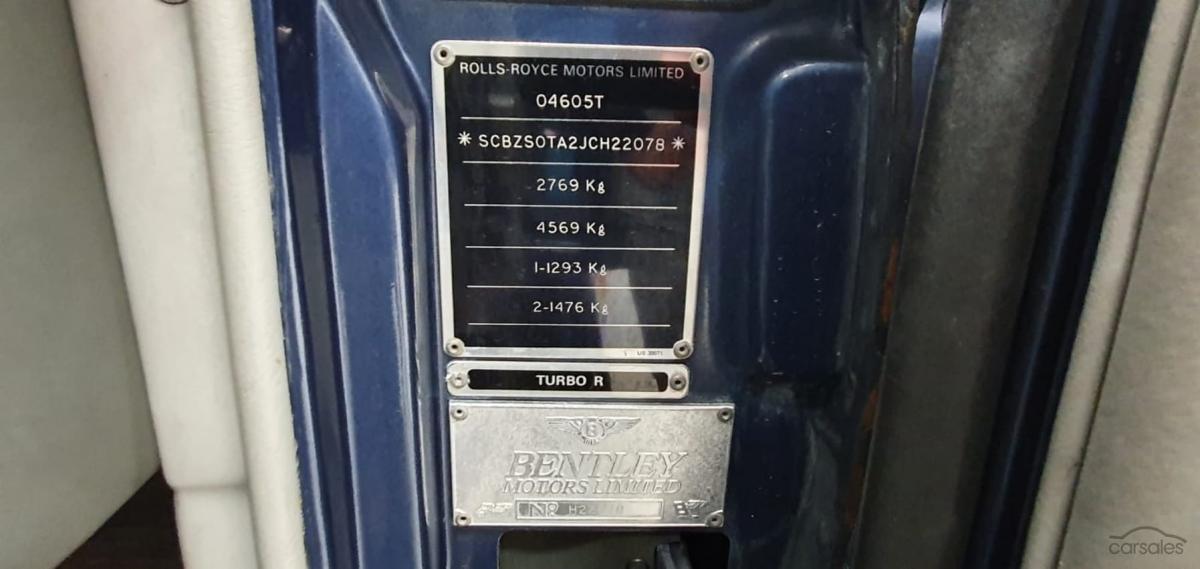 ROLLS-ROYCE MOTORS LIMITED
04605T
* SCBZS0TA2JCH22078 *
2769 Kg
4569 Kg
1-1293 Kg
2-1476 Kg
TURBO R
B
BENTLEY
MOTORS LIMITED
No
carsales